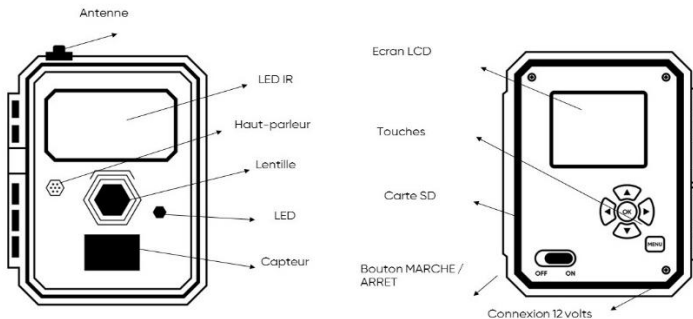 Antenne
LED IR
Haut-parleur
Lentille
LED
Capteur
Ecran LCD
Touches
Carte SD
Bouton MARCHE /
ARRET
Connexion 12 volts
OK
MENU
OFF ON